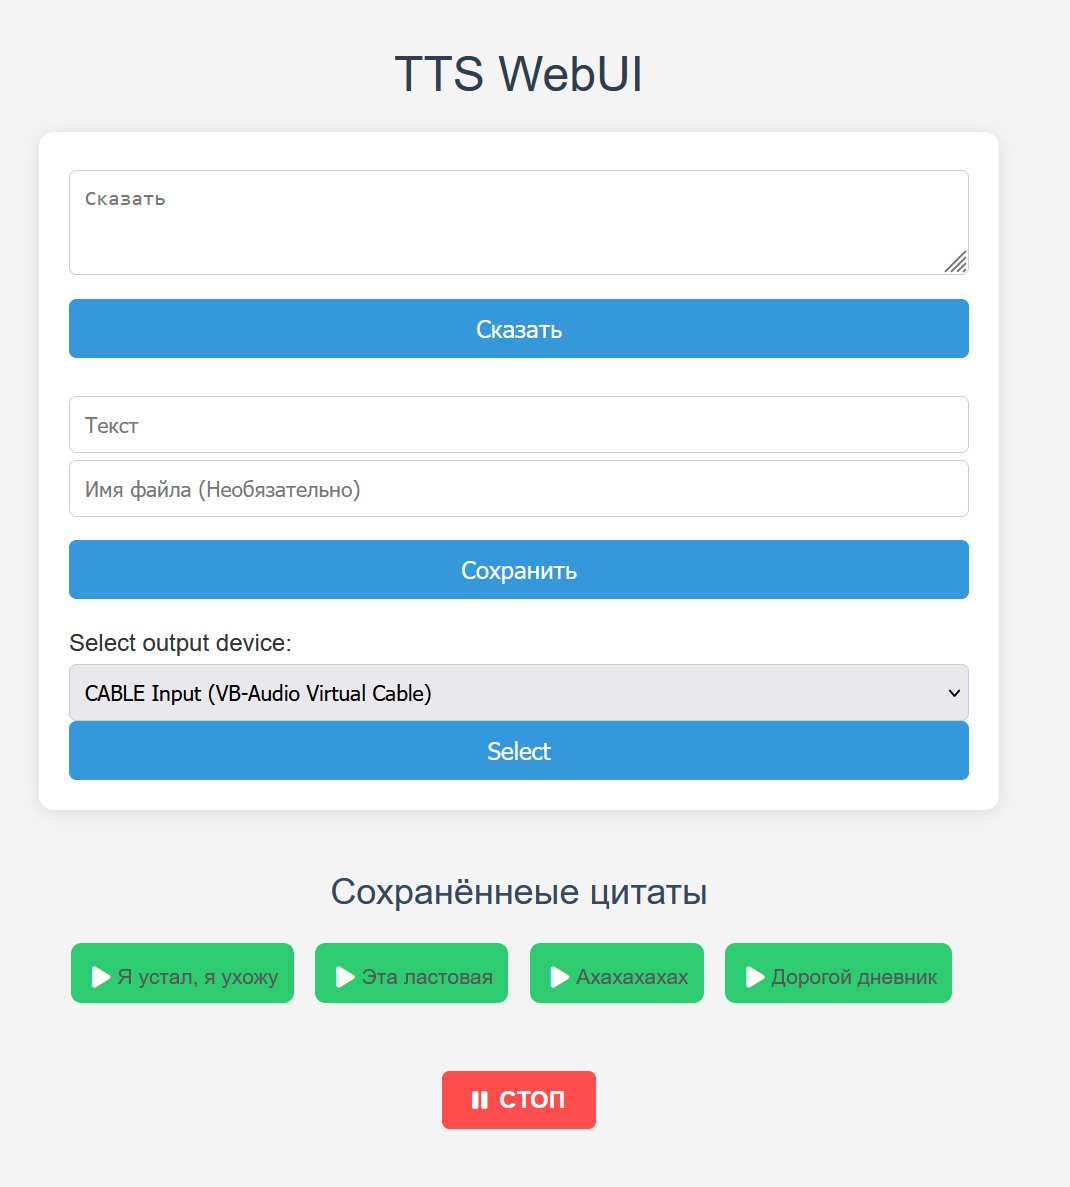 TTS WebUI
Сказать
Сказать
Текст
Имя файла (Необязательно)
Сохранить
Select output device:
CABLE Input (VB-Audio Virtual Cable)
Select
Сохранённеые цитаты
Я устал, я ухожу
Эта ластовая
Ахахахахах
Дорогой дневник
СТОП